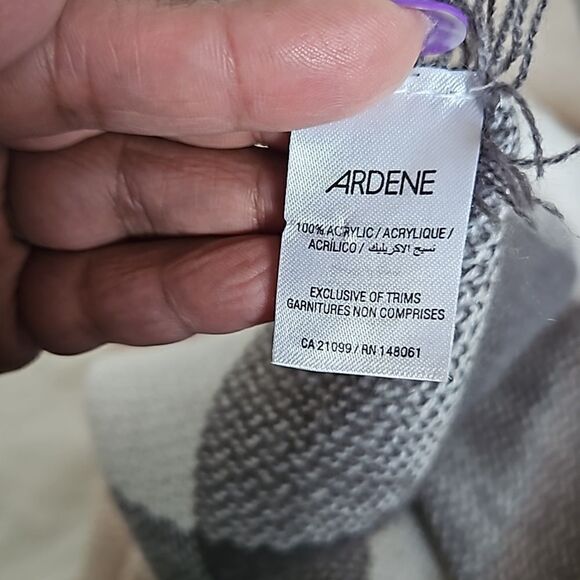 ARDENE
100% ACRYLIC / ACRYLIQUE /
ACRÍLICO / نسيج الاكريليك
EXCLUSIVE OF TRIMS
GARNITURES NON COMPRISES
CA 21099 / RN 148061